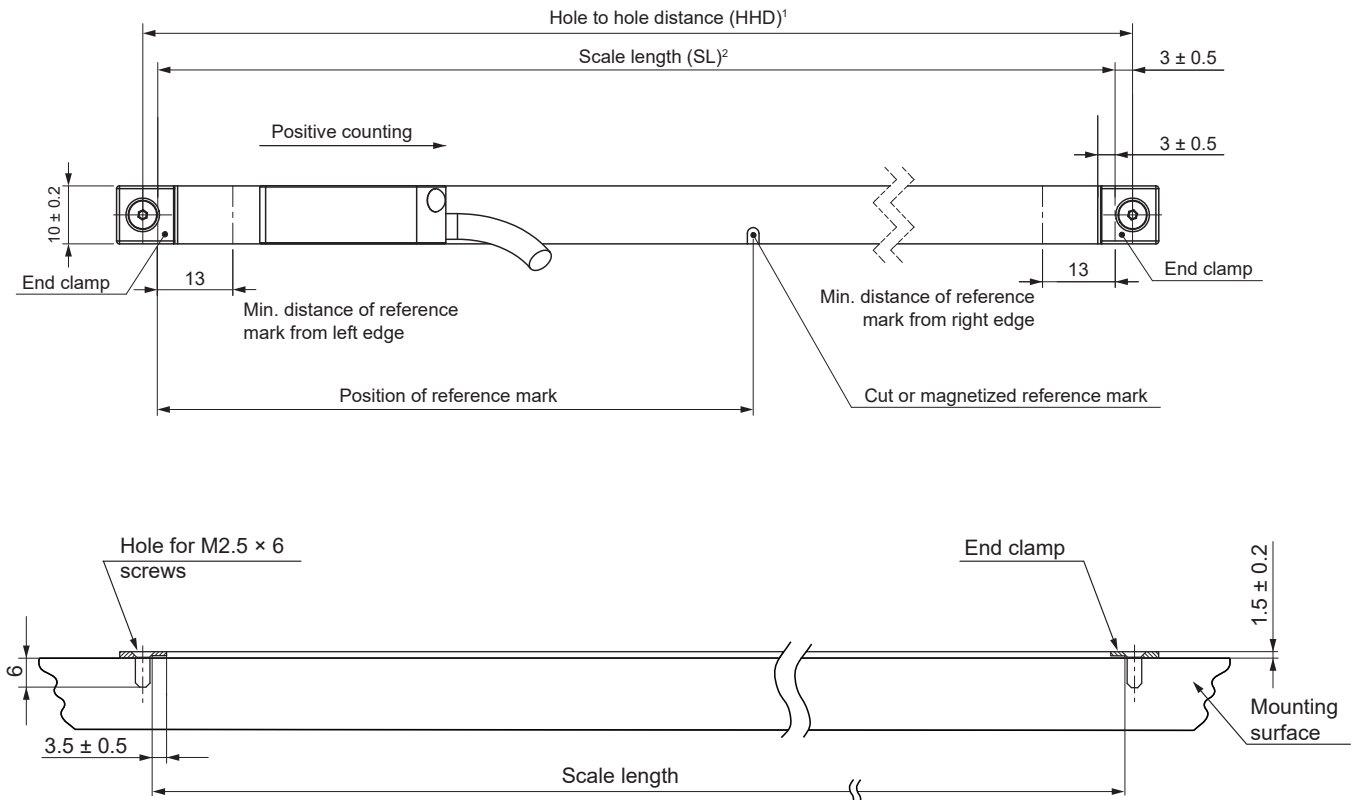 Hole to hole distance (HHD)¹
Scale length (SL)²
3 ± 0.5
Positive counting
3 ± 0.5
10 ± 0.2
End clamp
13
13
End clamp
Min. distance of reference
mark from left edge
Min. distance of reference
mark from right edge
Position of reference mark
Cut or magnetized reference mark
Hole for M2.5 × 6
screws
End clamp
1.5 ± 0.2
6
Mounting
surface
3.5 ± 0.5
Scale length